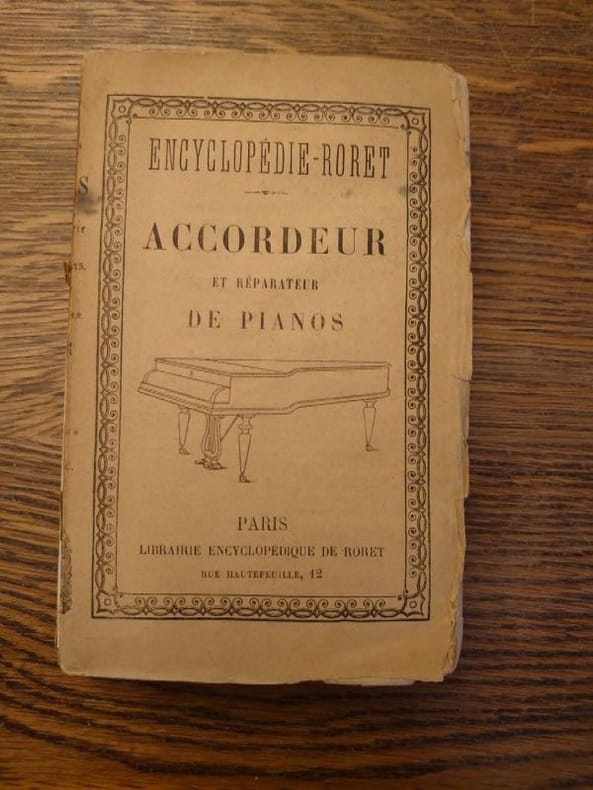 ENCYCLOPÉDIE-RORET
ACCORDEUR
ET RÉPARATEUR
DE PIANOS
PARIS
LIBRAIRIE ENCYCLOPÉDIQUE DE RORET
RUE HAUTEFEUILLE, 12